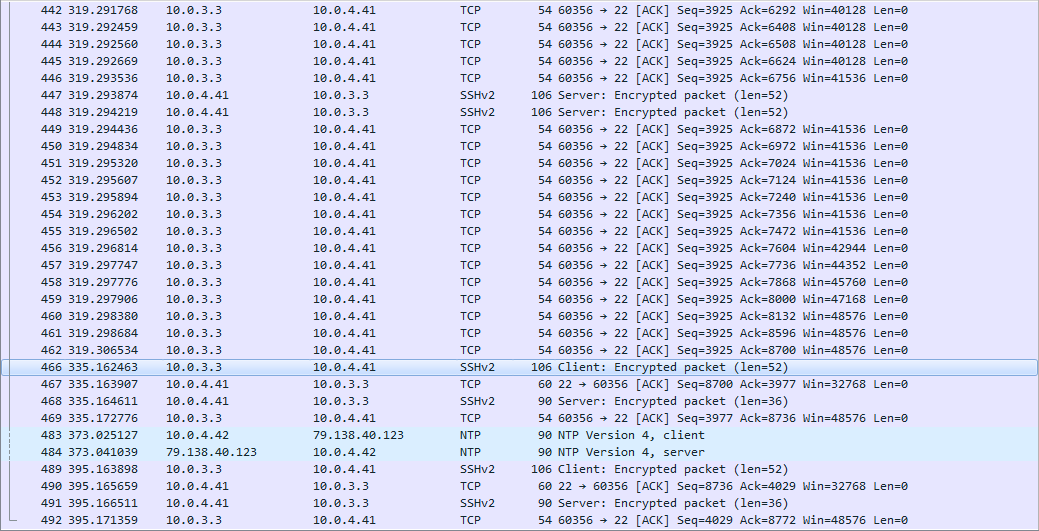 442 319.291768 10.0.3.3 10.0.4.41 TCP 54 60356 → 22 [ACK] Seq=3925 Ack=6292 Win=40128 Len=0
443 319.292459 10.0.3.3 10.0.4.41 TCP 54 60356 → 22 [ACK] Seq=3925 Ack=6408 Win=40128 Len=0
444 319.292560 10.0.3.3 10.0.4.41 TCP 54 60356 → 22 [ACK] Seq=3925 Ack=6508 Win=40128 Len=0
445 319.292669 10.0.3.3 10.0.4.41 TCP 54 60356 → 22 [ACK] Seq=3925 Ack=6624 Win=40128 Len=0
446 319.293536 10.0.3.3 10.0.4.41 TCP 54 60356 → 22 [ACK] Seq=3925 Ack=6756 Win=41536 Len=0
447 319.293874 10.0.4.41 10.0.3.3 SSHv2 106 Server: Encrypted packet (len=52)
448 319.294219 10.0.4.41 10.0.3.3 SSHv2 106 Server: Encrypted packet (len=52)
449 319.294436 10.0.3.3 10.0.4.41 TCP 54 60356 → 22 [ACK] Seq=3925 Ack=6872 Win=41536 Len=0
450 319.294834 10.0.3.3 10.0.4.41 TCP 54 60356 → 22 [ACK] Seq=3925 Ack=6972 Win=41536 Len=0
451 319.295320 10.0.3.3 10.0.4.41 TCP 54 60356 → 22 [ACK] Seq=3925 Ack=7024 Win=41536 Len=0
452 319.295607 10.0.3.3 10.0.4.41 TCP 54 60356 → 22 [ACK] Seq=3925 Ack=7124 Win=41536 Len=0
453 319.295894 10.0.3.3 10.0.4.41 TCP 54 60356 → 22 [ACK] Seq=3925 Ack=7240 Win=41536 Len=0
454 319.296202 10.0.3.3 10.0.4.41 TCP 54 60356 → 22 [ACK] Seq=3925 Ack=7356 Win=41536 Len=0
455 319.296502 10.0.3.3 10.0.4.41 TCP 54 60356 → 22 [ACK] Seq=3925 Ack=7472 Win=41536 Len=0
456 319.296814 10.0.3.3 10.0.4.41 TCP 54 60356 → 22 [ACK] Seq=3925 Ack=7604 Win=42944 Len=0
457 319.297747 10.0.3.3 10.0.4.41 TCP 54 60356 → 22 [ACK] Seq=3925 Ack=7736 Win=44352 Len=0
458 319.297776 10.0.3.3 10.0.4.41 TCP 54 60356 → 22 [ACK] Seq=3925 Ack=7868 Win=45760 Len=0
459 319.297906 10.0.3.3 10.0.4.41 TCP 54 60356 → 22 [ACK] Seq=3925 Ack=8000 Win=47168 Len=0
460 319.298380 10.0.3.3 10.0.4.41 TCP 54 60356 → 22 [ACK] Seq=3925 Ack=8132 Win=48576 Len=0
461 319.298684 10.0.3.3 10.0.4.41 TCP 54 60356 → 22 [ACK] Seq=3925 Ack=8596 Win=48576 Len=0
462 319.306534 10.0.3.3 10.0.4.41 TCP 54 60356 → 22 [ACK] Seq=3925 Ack=8700 Win=48576 Len=0
466 335.162463 10.0.3.3 10.0.4.41 SSHv2 106 Client: Encrypted packet (len=52)
467 335.163907 10.0.4.41 10.0.3.3 TCP 60 22 → 60356 [ACK] Seq=8700 Ack=3977 Win=32768 Len=0
468 335.164611 10.0.4.41 10.0.3.3 SSHv2 90 Server: Encrypted packet (len=36)
469 335.172776 10.0.3.3 10.0.4.41 TCP 54 60356 → 22 [ACK] Seq=3977 Ack=8736 Win=48576 Len=0
483 373.025127 10.0.4.42 79.138.40.123 NTP 90 NTP Version 4, client
484 373.041039 79.138.40.123 10.0.4.42 NTP 90 NTP Version 4, server
489 395.163898 10.0.3.3 10.0.4.41 SSHv2 106 Client: Encrypted packet (len=52)
490 395.165659 10.0.4.41 10.0.3.3 TCP 60 22 → 60356 [ACK] Seq=8736 Ack=4029 Win=32768 Len=0
491 395.166511 10.0.4.41 10.0.3.3 SSHv2 90 Server: Encrypted packet (len=36)
492 395.171359 10.0.3.3 10.0.4.41 TCP 54 60356 → 22 [ACK] Seq=4029 Ack=8772 Win=48576 Len=0